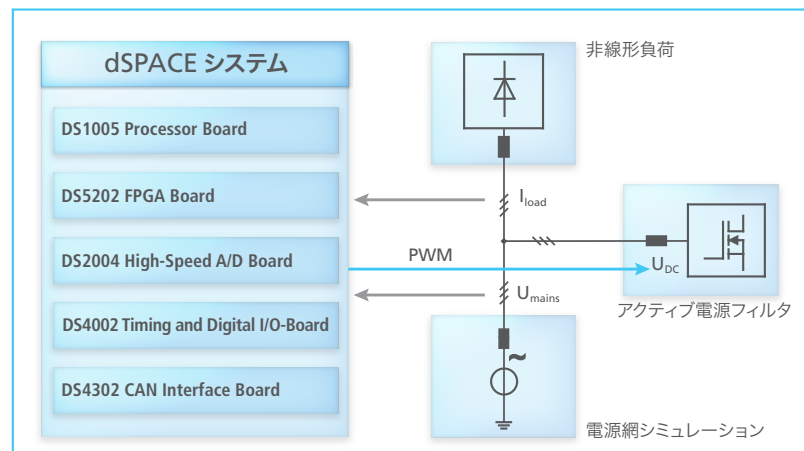 dSPACE システム
DS1005 Processor Board
DS5202 FPGA Board
DS2004 High-Speed A/D Board
DS4002 Timing and Digital I/O-Board
DS4302 CAN Interface Board
非線形負荷
Iload
PWM
UDC
アクティブ電源フィルタ
Umains
~
電源網シミュレーション